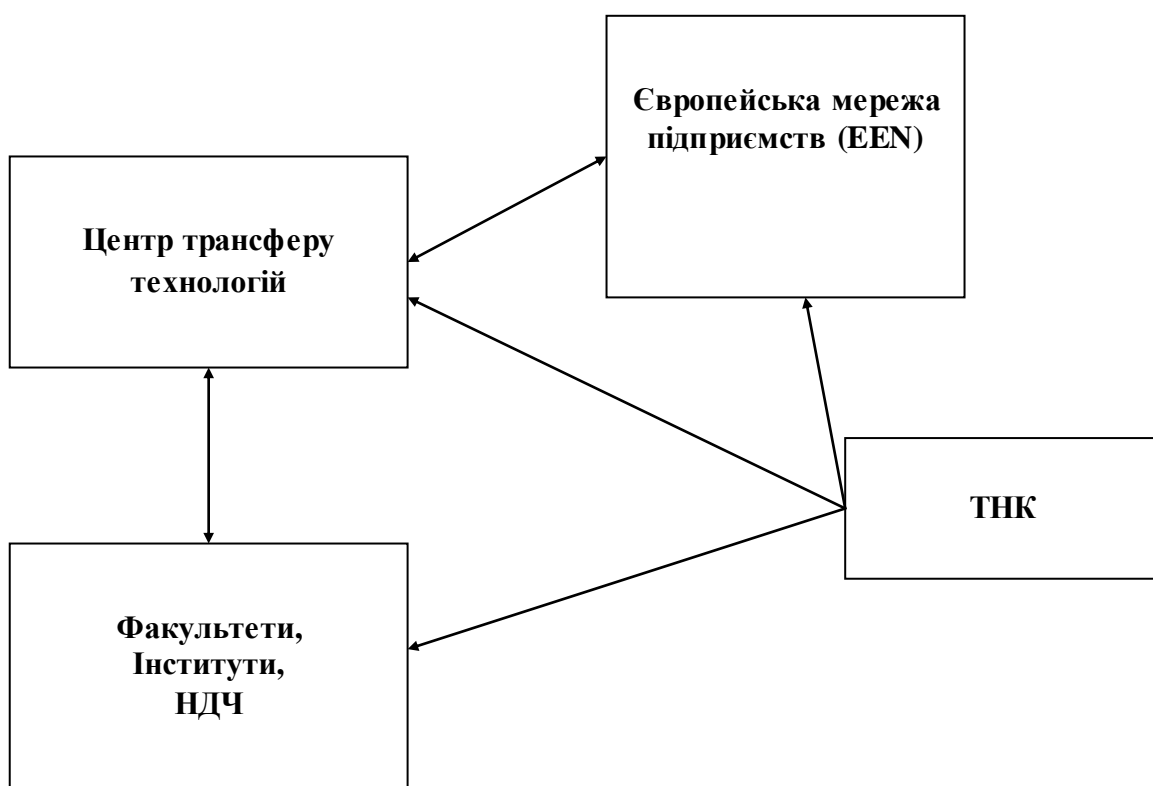 Європейська мережа
підприємств (EEN)
Центр трансферу
технологій
ТНК
Факультети,
Інститути,
НДЧ